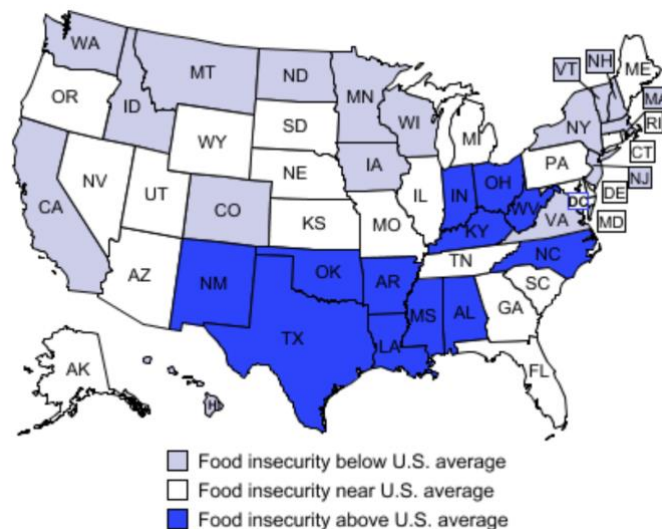 WA
MT
ND
MN
VT
NH
ME
OR
ID
SD
WI
NY
MA
WY
MI
RI
IA
CT
NE
PA
NV
IL
IN
OH
NJ
UT
DC
DE
CA
CO
WV
VA
KS
MO
KY
MD
TN
NC
AZ
NM
OK
AR
SC
MS
AL
GA
TX
LA
AK
FL
H
Food insecurity below U.S. average
Food insecurity near U.S. average
Food insecurity above U.S. average